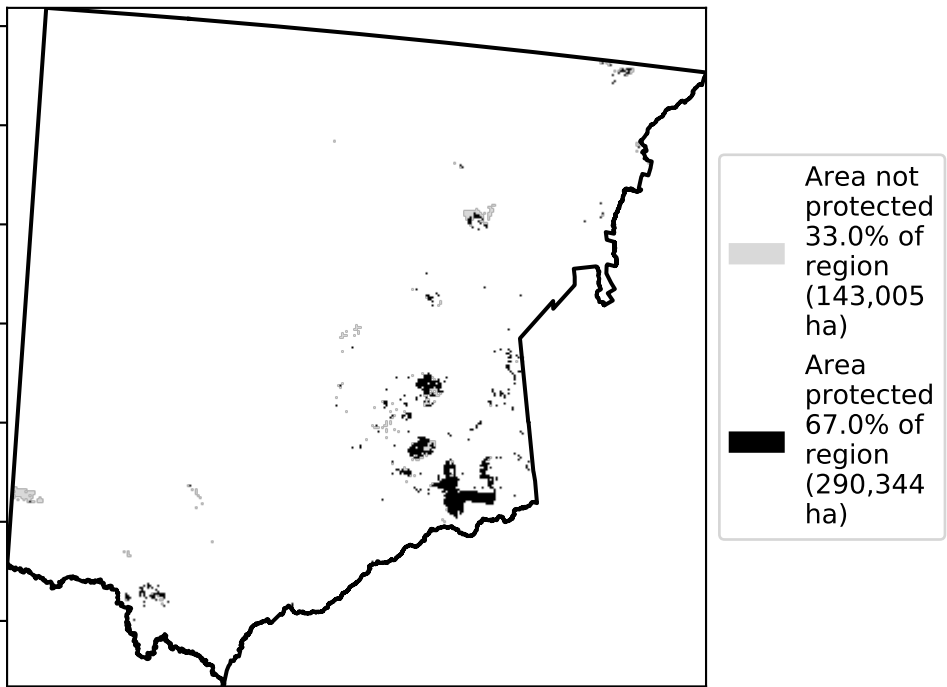 Area not
protected
33.0% of
region
(143,005
ha)
Area
protected
67.0% of
region
(290,344
ha)